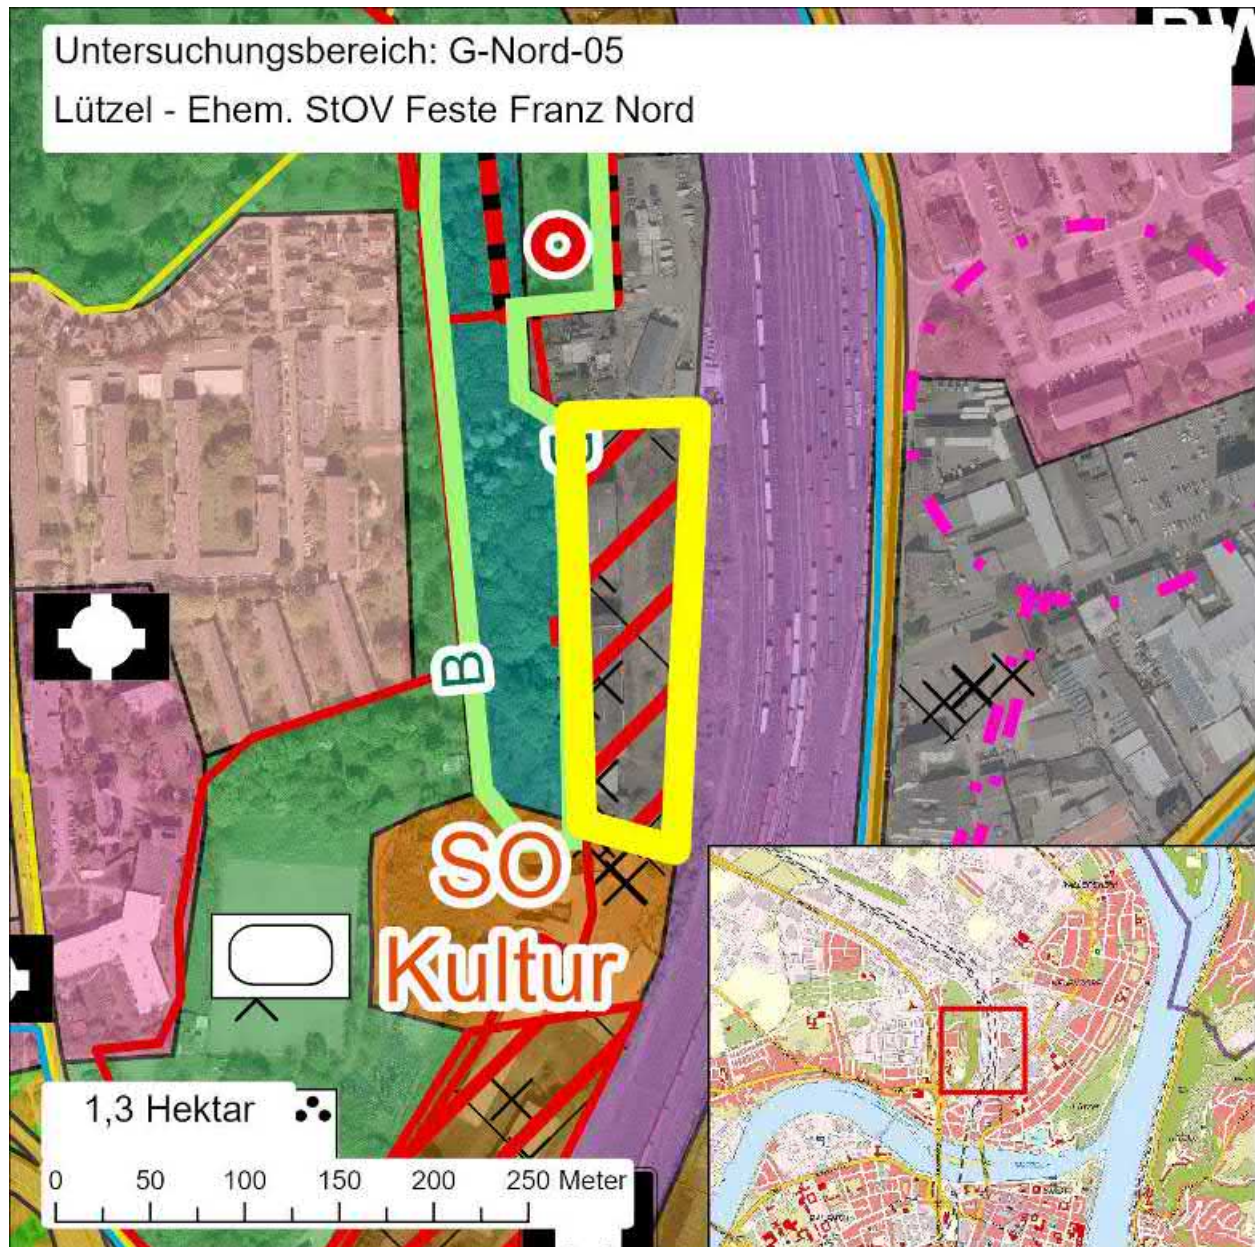 Untersuchungsbereich: G-Nord-05
Lützel - Ehem. StOV Feste Franz Nord
B
SO
Kultur
1,3 Hektar
0 50 100 150 200 250 Meter